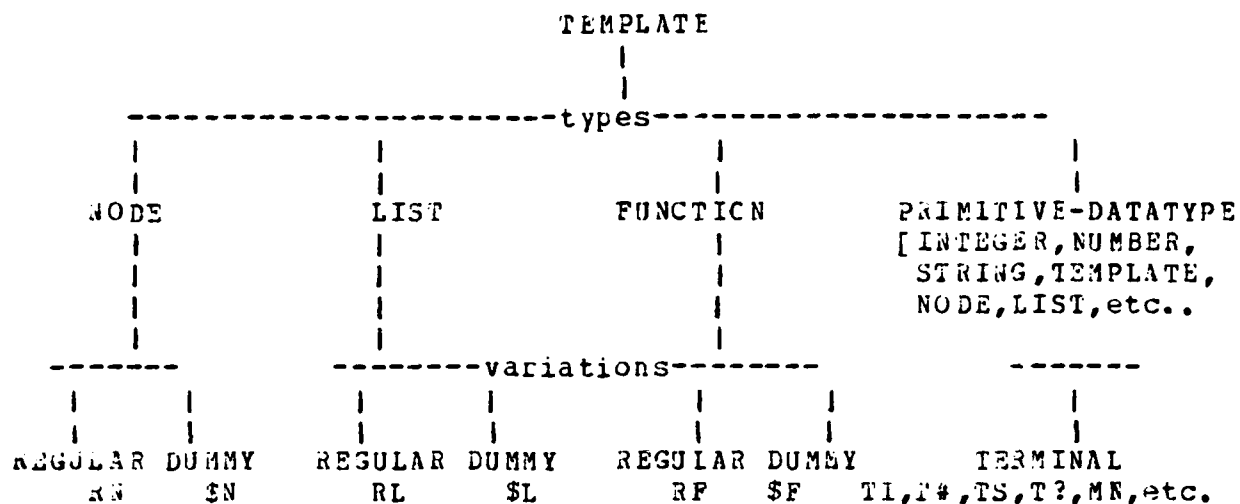 TEMPLATE
types
NODE LIST FUNCTION PRIMITIVE-DATATYPE
[INTEGER,NUMBER,
STRING,TEMPLATE,
NODE,LIST,etc..
variations
REGULAR DUMMY REGULAR DUMMY REGULAR DUMMY TERMINAL
RN $N RL $L RF $F TI,T#,TS,T?,MN,etc.